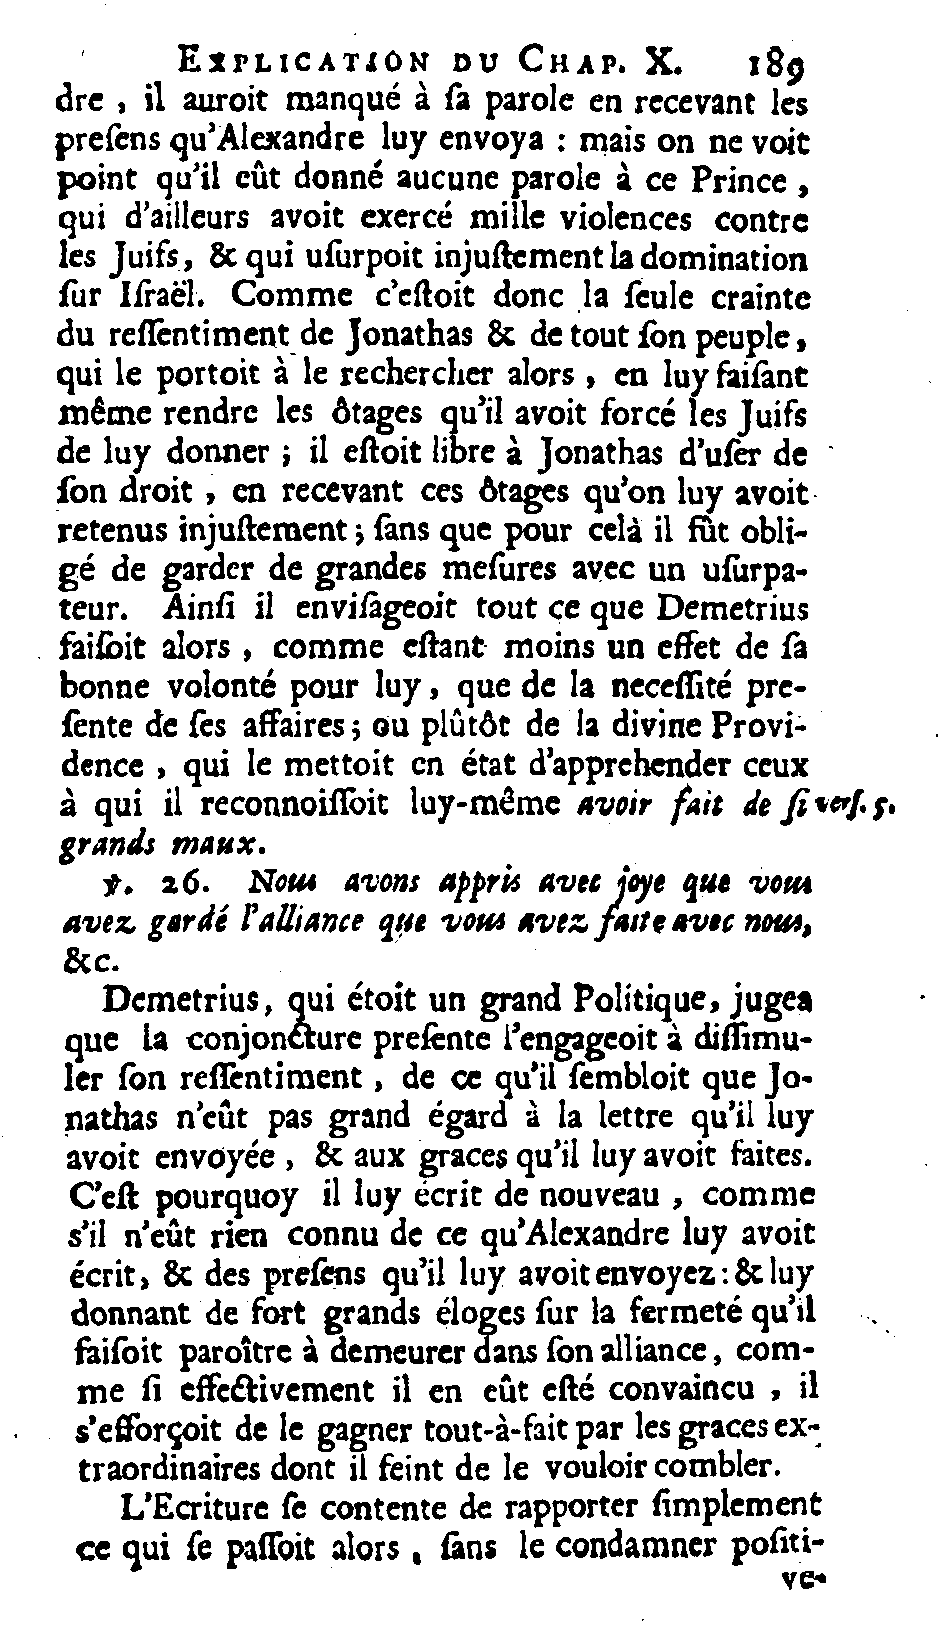 EXPLICATION DU CHAP. X. 189
dre, il auroit manqué à ſa parole en recevant les
preſens qu'Alexandre luy envoya : mais on ne voit
point qu'il eût donné aucune parole à ce Prince,
qui d'ailleurs avoit exercé mille violences contre
les Juifs, & qui uſurpoit injuſtement la domination
ſur Iſraël. Comme c'eſtoit donc la ſeule crainte
du reſſentiment de Jonathas & de tout ſon peuple,
qui le portoit à le rechercher alors, en luy faiſant
même rendre les ôtages qu'il avoit forcé les Juifs
de luy donner ; il eſtoit libre à Jonathas d'uſer de
ſon droit, en recevant ces ôtages qu'on luy avoit
retenus injuſtement ; ſans que pour celà il fût obli-
gé de garder de grandes meſures avec un uſurpa-
teur. Ainſi il enviſageoit tout ce que Demetrius
faiſoit alors, comme eſtant moins un effet de ſa
bonne volonté pour luy, que de la neceſſité pre-
ſente de ſes affaires ; ou plûtôt de la divine Provi-
dence, qui le mettoit en état d'apprehender ceux
à qui il reconnoiſſoit luy-même avoir fait de ſi verſ. 5.
grands maux.
℣. 26. Nous avons appris avec joye que vous
avez gardé l'alliance que vous avez faite avec nous,
&c.
Demetrius, qui étoit un grand Politique, jugea
que la conjoncture preſente l'engageoit à diſſimu-
ler ſon reſſentiment, de ce qu'il ſembloit que Jo-
nathas n'eût pas grand égard à la lettre qu'il luy
avoit envoyée, & aux graces qu'il luy avoit faites.
C'eſt pourquoy il luy écrit de nouveau, comme
s'il n'eût rien connu de ce qu'Alexandre luy avoit
écrit, & des preſens qu'il luy avoit envoyez : & luy
donnant de fort grands éloges ſur la fermeté qu'il
faiſoit paroître à demeurer dans ſon alliance, com-
me ſi effectivement il en eût eſté convaincu, il
s'efforçoit de le gagner tout-à-fait par les graces ex-
traordinaires dont il feint de le vouloir combler.
L'Ecriture ſe contente de rapporter ſimplement
ce qui ſe paſſoit alors, ſans le condamner poſiti-
ve-